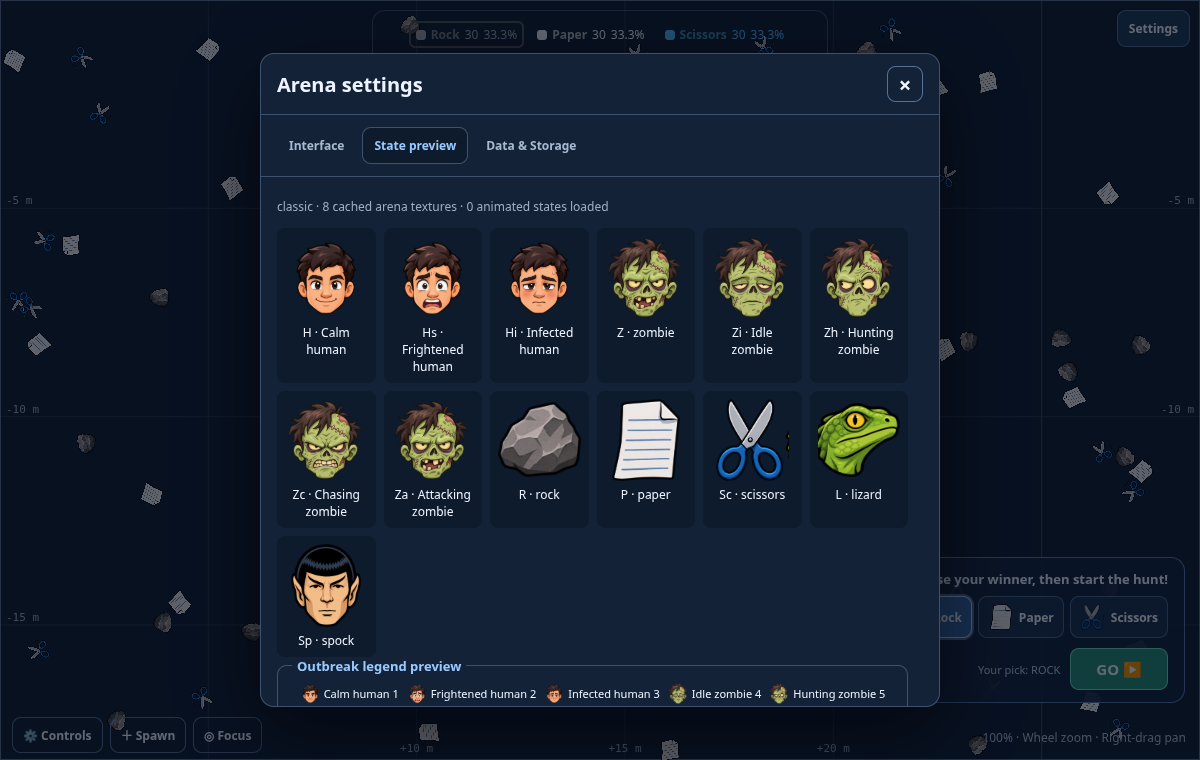 Rock 30 33.3% Paper 30 33.3% Scissors 30 33.3%
Settings
Arena settings
×
Interface State preview Data & Storage
classic · 8 cached arena textures · 0 animated states loaded
H · Calm human
Hs · Frightened human
Hi · Infected human
Z · zombie
Zi · Idle zombie
Zh · Hunting zombie
Zc · Chasing zombie
Za · Attacking zombie
R · rock
P · paper
Sc · scissors
L · lizard
Sp · spock
Outbreak legend preview
Calm human 1 Frightened human 2 Infected human 3 Idle zombie 4 Hunting zombie 5
-5 m -5 m
-10 m -10 m
-15 m
your winner, then start the hunt!
Paper Scissors
Your pick: ROCK GO
Controls + Spawn ◎ Focus
+10 m +15 m +20 m
100% · Wheel zoom · Right-drag pan